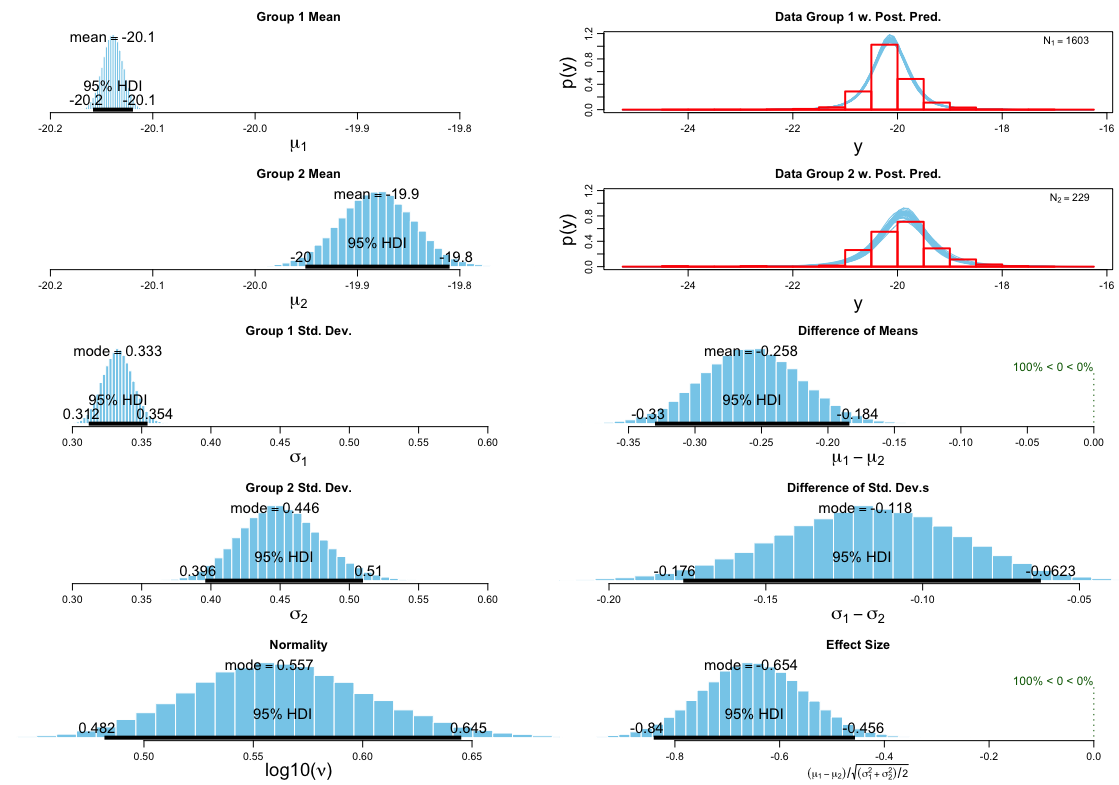 Group 1 Mean
mean = -20.1
95% HDI
-20.2 -20.1
-20.2 -20.1 -20.0 -19.9 -19.8
μ1
Data Group 1 w. Post. Pred.
N1 = 1603
p(y)
0.0 0.4 0.8 1.2
-24 -22 -20 -18 -16
y
Group 2 Mean
mean = -19.9
95% HDI
-20 -19.8
-20.2 -20.1 -20.0 -19.9 -19.8
μ2
Data Group 2 w. Post. Pred.
N2 = 229
p(y)
0.0 0.4 0.8 1.2
-24 -22 -20 -18 -16
y
Group 1 Std. Dev.
mode = 0.333
95% HDI
0.312 0.354
0.30 0.35 0.40 0.45 0.50 0.55 0.60
σ1
Difference of Means
mean = -0.258
100% < 0 < 0%
95% HDI
-0.33 -0.184
-0.35 -0.30 -0.25 -0.20 -0.15 -0.10 -0.05 0.00
μ1 − μ2
Group 2 Std. Dev.
mode = 0.446
95% HDI
0.396 0.51
0.30 0.35 0.40 0.45 0.50 0.55 0.60
σ2
Difference of Std. Dev.s
mode = -0.118
95% HDI
-0.176 -0.0623
-0.20 -0.15 -0.10 -0.05
σ1 − σ2
Normality
mode = 0.557
95% HDI
0.482 0.645
0.50 0.55 0.60 0.65
log10(ν)
Effect Size
mode = -0.654
100% < 0 < 0%
95% HDI
-0.84 -0.456
-0.8 -0.6 -0.4 -0.2 0.0
(μ1 − μ2)/√(σ1² + σ2²)/2